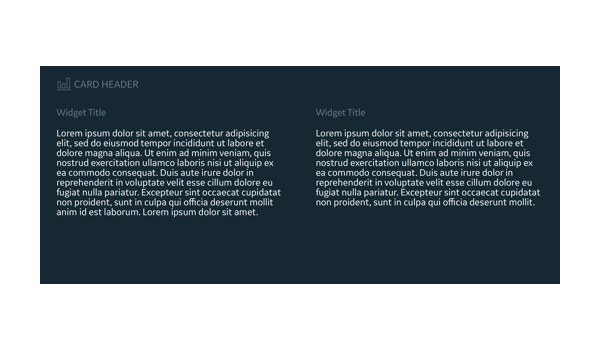 CARD HEADER
Widget Title
Lorem ipsum dolor sit amet, consectetur adipisicing
elit, sed do eiusmod tempor incididunt ut labore et
dolore magna aliqua. Ut enim ad minim veniam, quis
nostrud exercitation ullamco laboris nisi ut aliquip ex
ea commodo consequat. Duis aute irure dolor in
reprehenderit in voluptate velit esse cillum dolore eu
fugiat nulla pariatur. Excepteur sint occaecat cupidatat
non proident, sunt in culpa qui officia deserunt mollit
anim id est laborum. Lorem ipsum dolor sit amet.
Widget Title
Lorem ipsum dolor sit amet, consectetur adipisicing
elit, sed do eiusmod tempor incididunt ut labore et
dolore magna aliqua. Ut enim ad minim veniam, quis
nostrud exercitation ullamco laboris nisi ut aliquip ex
ea commodo consequat. Duis aute irure dolor in
reprehenderit in voluptate velit esse cillum dolore eu
fugiat nulla pariatur. Excepteur sint occaecat cupidatat
non proident, sunt in culpa qui officia deserunt mollit.